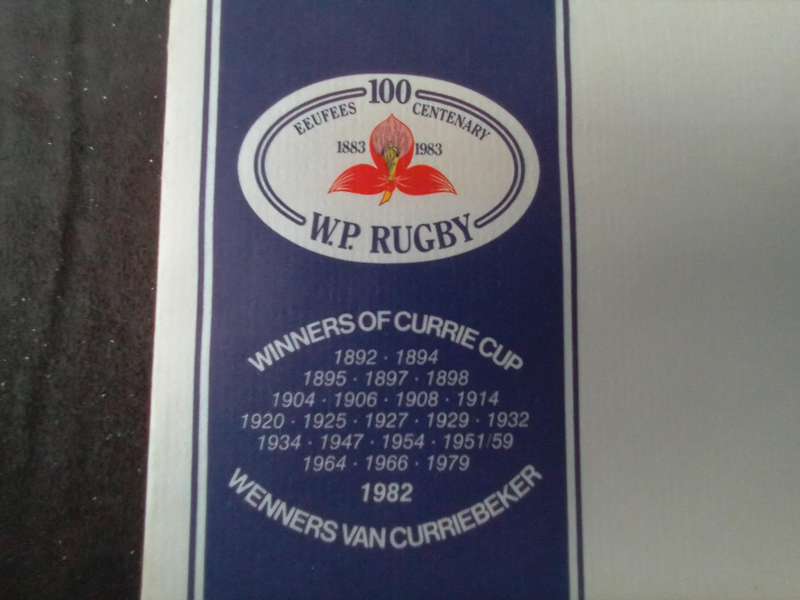 100
EEUFEES CENTENARY
1883 1983
W.P. RUGBY
WINNERS OF CURRIE CUP
1892 · 1894
1895 · 1897 · 1898
1904 · 1906 · 1908 · 1914
1920 · 1925 · 1927 · 1929 · 1932
1934 · 1947 · 1954 · 1951/59
1964 · 1966 · 1979
1982
WENNERS VAN CURRIEBEKER